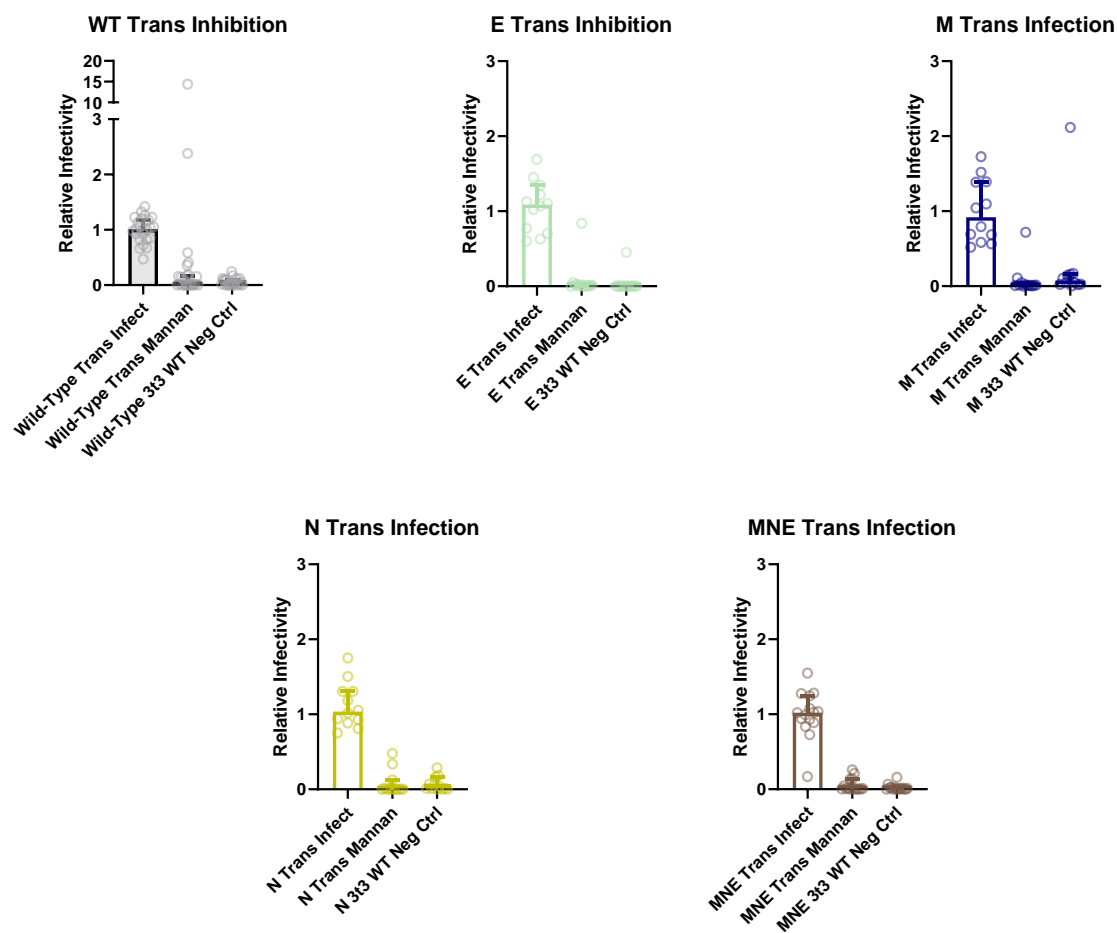 WT Trans Inhibition
Relative Infectivity
20
15
10
3
2
1
0
Wild-Type Trans Infect
Wild-Type Trans Mannan
Wild-Type 3t3 WT Neg Ctrl
E Trans Inhibition
Relative Infectivity
3
2
1
0
E Trans Infect
E Trans Mannan
E 3t3 WT Neg Ctrl
M Trans Infection
Relative Infectivity
3
2
1
0
M Trans Infect
M Trans Mannan
M 3t3 WT Neg Ctrl
N Trans Infection
Relative Infectivity
3
2
1
0
N Trans Infect
N Trans Mannan
N 3t3 WT Neg Ctrl
MNE Trans Infection
Relative Infectivity
3
2
1
0
MNE Trans Infect
MNE Trans Mannan
MNE 3t3 WT Neg Ctrl